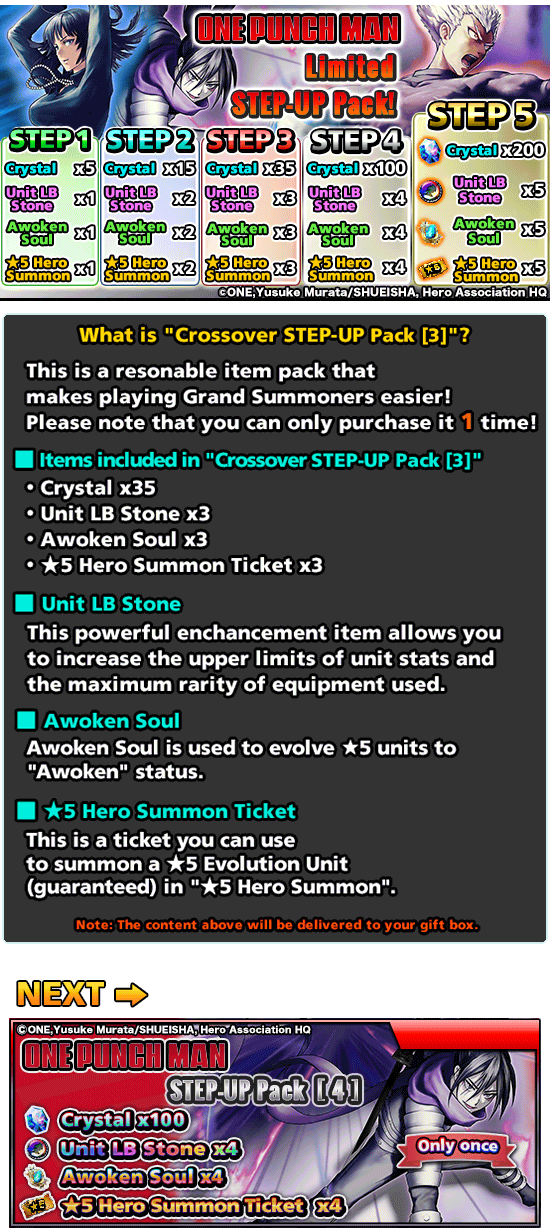 ONE PUNCH MAN
Limited
STEP-UP Pack!
STEP 1
Crystal x5
Unit LB Stone x1
Awoken Soul x1
★5 Hero Summon x1
STEP 2
Crystal x15
Unit LB Stone x2
Awoken Soul x2
★5 Hero Summon x2
STEP 3
Crystal x35
Unit LB Stone x3
Awoken Soul x3
★5 Hero Summon x3
STEP 4
Crystal x100
Unit LB Stone x4
Awoken Soul x4
★5 Hero Summon x4
STEP 5
Crystal x200
Unit LB Stone x5
Awoken Soul x5
★5 Hero Summon x5
©ONE,Yusuke Murata/SHUEISHA, Hero Association HQ
What is "Crossover STEP-UP Pack [3]"?
This is a resonable item pack that
makes playing Grand Summoners easier!
Please note that you can only purchase it 1 time!
■ Items included in "Crossover STEP-UP Pack [3]"
・Crystal x35
・Unit LB Stone x3
・Awoken Soul x3
・★5 Hero Summon Ticket x3
■ Unit LB Stone
This powerful enchancement item allows you
to increase the upper limits of unit stats and
the maximum rarity of equipment used.
■ Awoken Soul
Awoken Soul is used to evolve ★5 units to
"Awoken" status.
■ ★5 Hero Summon Ticket
This is a ticket you can use
to summon a ★5 Evolution Unit
(guaranteed) in "★5 Hero Summon".
Note: The content above will be delivered to your gift box.
NEXT ➡
©ONE,Yusuke Murata/SHUEISHA, Hero Association HQ
ONE PUNCH MAN
STEP-UP Pack [4]
Crystal x100
Unit LB Stone x4
Awoken Soul x4
★5 Hero Summon Ticket x4
Only once